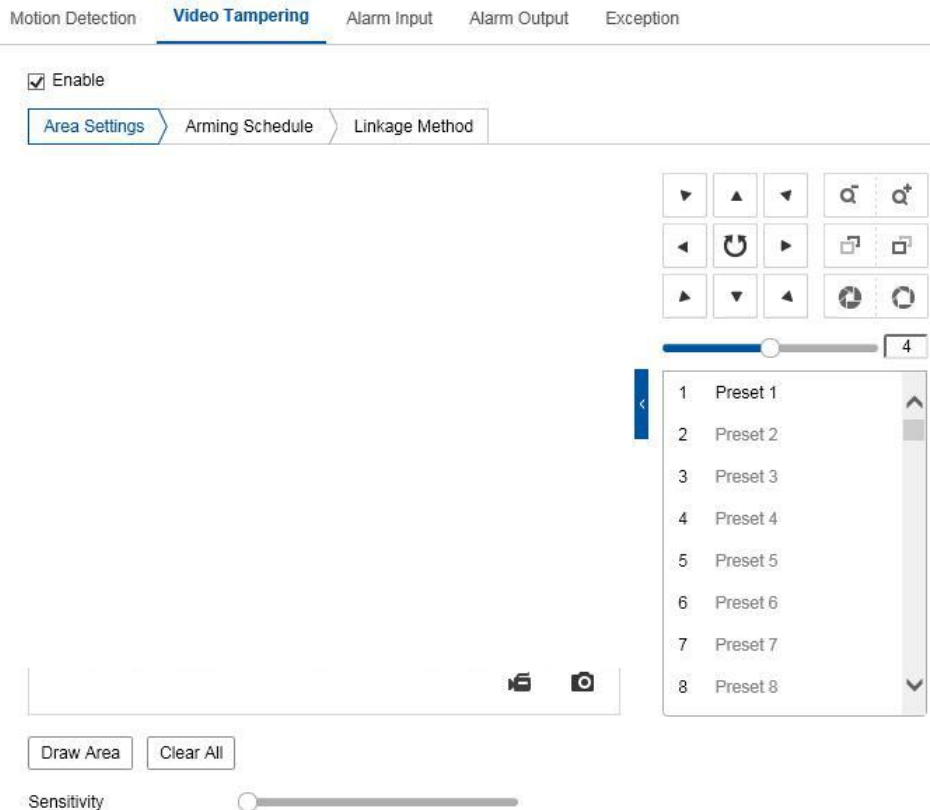 Motion Detection Video Tampering Alarm Input Alarm Output Exception
Enable
Area Settings Arming Schedule Linkage Method
4
1 Preset 1
2 Preset 2
3 Preset 3
4 Preset 4
5 Preset 5
6 Preset 6
7 Preset 7
8 Preset 8
Draw Area Clear All
Sensitivity